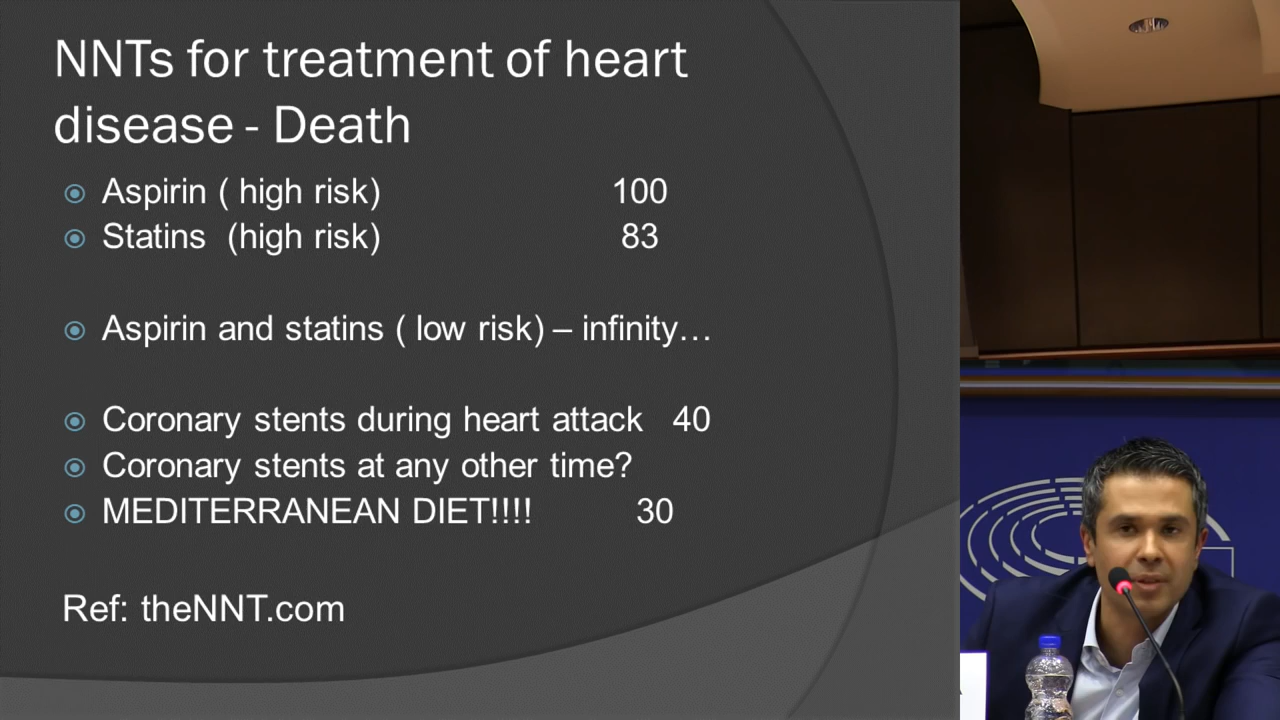 NNTs for treatment of heart
disease - Death
Aspirin ( high risk) 100
Statins (high risk) 83
Aspirin and statins ( low risk) – infinity…
Coronary stents during heart attack 40
Coronary stents at any other time?
MEDITERRANEAN DIET!!!! 30
Ref: theNNT.com